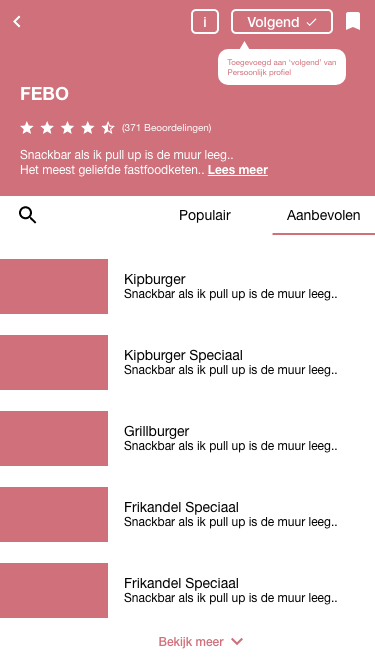 i
Volgend
Toegevoegd aan 'volgend' van
Persoonlijk profiel
FEBO
(371 Beoordelingen)
Snackbar als ik pull up is de muur leeg..
Het meest geliefde fastfoodketen.. Lees meer
Populair
Aanbevolen
Kipburger
Snackbar als ik pull up is de muur leeg..
Kipburger Speciaal
Snackbar als ik pull up is de muur leeg..
Grillburger
Snackbar als ik pull up is de muur leeg..
Frikandel Speciaal
Snackbar als ik pull up is de muur leeg..
Frikandel Speciaal
Snackbar als ik pull up is de muur leeg..
Bekijk meer